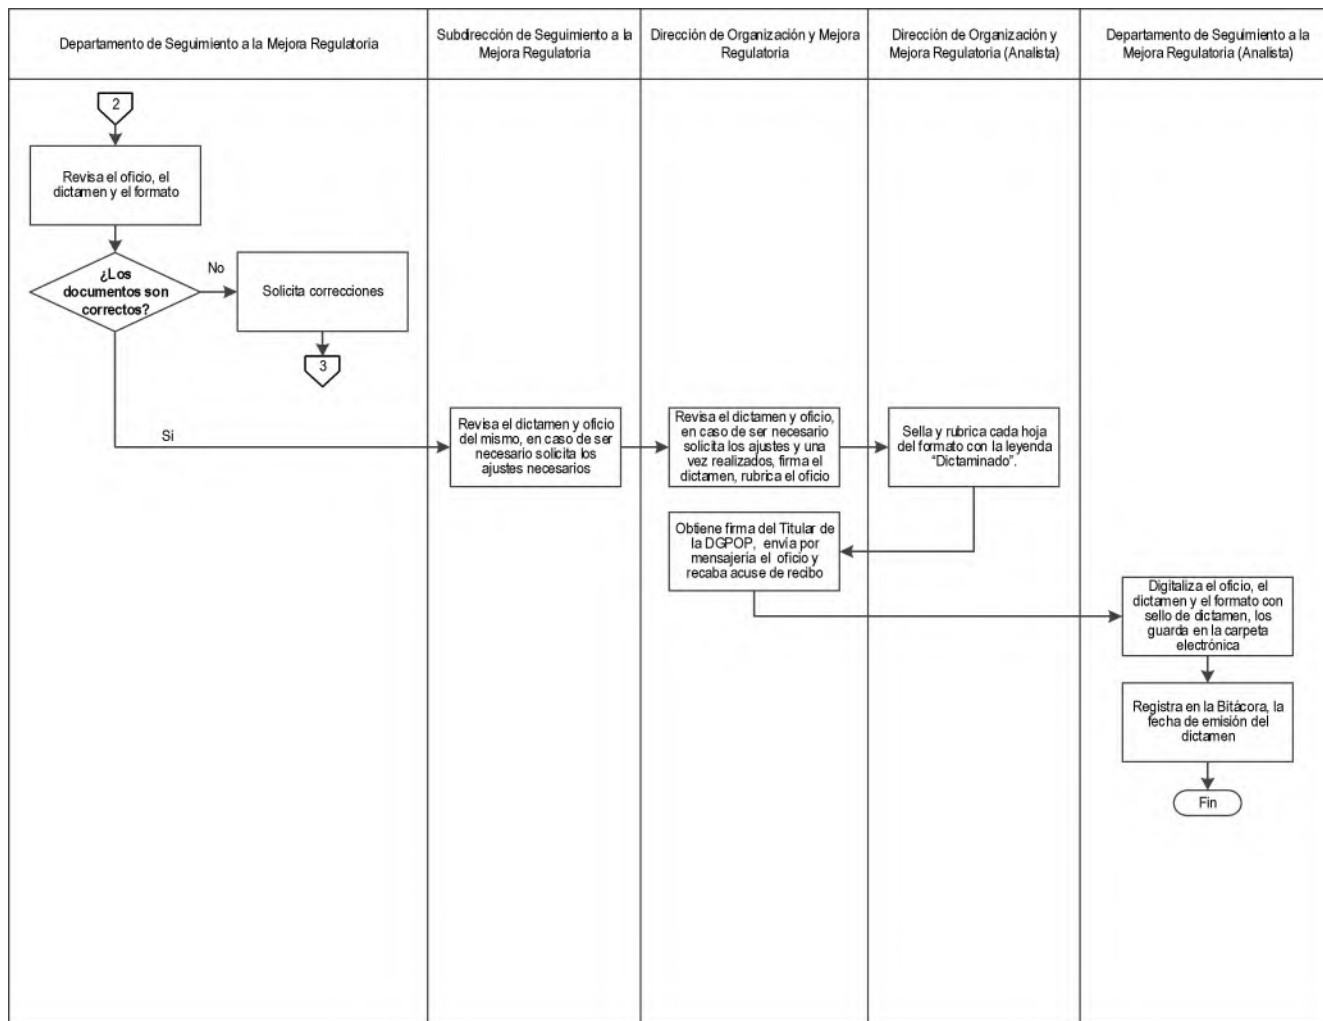 Departamento de Seguimiento a la Mejora Regulatoria
Subdirección de Seguimiento a la
Mejora Regulatoria
Dirección de Organización y Mejora
Regulatoria
Dirección de Organización y
Mejora Regulatoria (Analista)
Departamento de Seguimiento a la
Mejora Regulatoria (Analista)
2
Revisa el oficio, el
dictamen y el formato
¿Los
documentos son
correctos?
No
Solicita correcciones
3
Si
Revisa el dictamen y oficio
del mismo, en caso de ser
necesario solicita los
ajustes necesarios
Revisa el dictamen y oficio,
en caso de ser necesario
solicita los ajustes y una
vez realizados, firma el
dictamen, rubrica el oficio
Sella y rubrica cada hoja
del formato con la leyenda
“Dictaminado”.
Obtiene firma del Titular de
la DGPOP, envía por
mensajería el oficio y
recaba acuse de recibo
Digitaliza el oficio, el
dictamen y el formato con
sello de dictamen, los
guarda en la carpeta
electrónica
Registra en la Bitácora, la
fecha de emisión del
dictamen
Fin